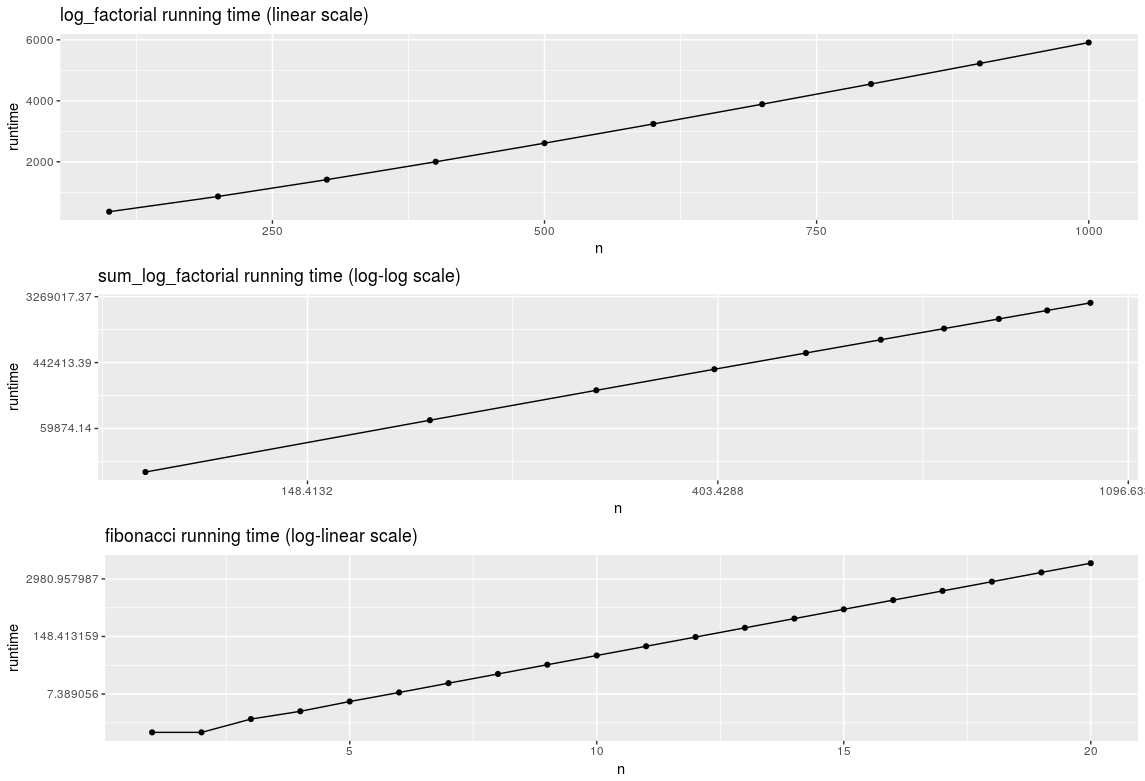 log_factorial running time (linear scale)
6000
4000
2000
runtime
250 500 750 1000
n
sum_log_factorial running time (log-log scale)
3269017.37
442413.39
59874.14
runtime
148.4132 403.4288 1096.63
n
fibonacci running time (log-linear scale)
2980.957987
148.413159
7.389056
runtime
5 10 15 20
n